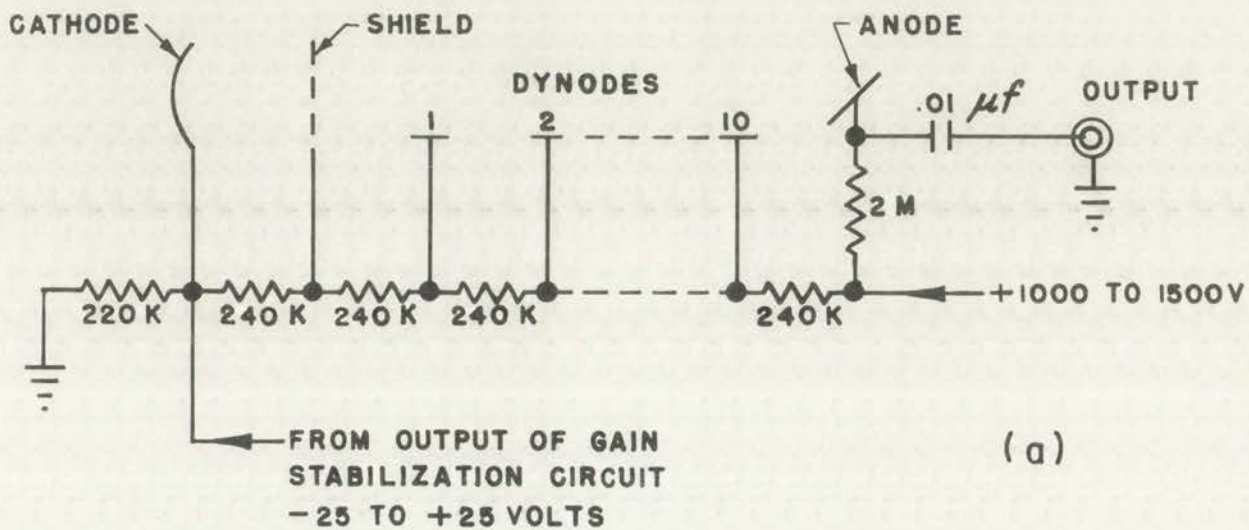 CATHODE
SHIELD
ANODE
DYNODES
.01 μf
OUTPUT
1
2
10
2 M
220 K
240 K
240 K
240 K
240 K
+1000 TO 1500V
FROM OUTPUT OF GAIN
STABILIZATION CIRCUIT
-25 TO +25 VOLTS
(a)